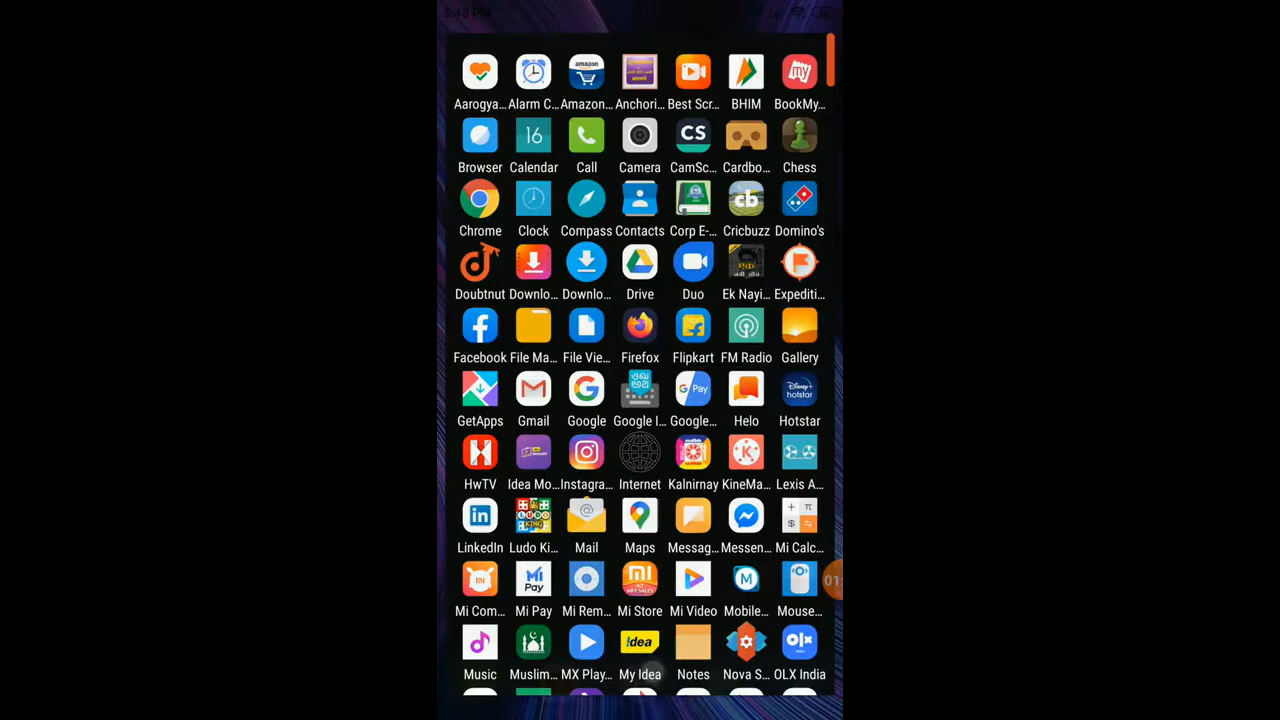 Aarogya... Alarm C... Amazon... Anchori... Best Scr... BHIM BookMy...
Browser Calendar Call Camera CamSc... Cardbo... Chess
Chrome Clock Compass Contacts Corp E-... Cricbuzz Domino's
Doubtnut Downlo... Downlo... Drive Duo Ek Nayi... Expediti...
Facebook File Ma... File Vie... Firefox Flipkart FM Radio Gallery
GetApps Gmail Google Google I... Google... Helo Hotstar
HwTV Idea Mo... Instagra... Internet Kalnirnay KineMa... Lexis A...
LinkedIn Ludo Ki... Mail Maps Messag... Messen... Mi Calc...
Mi Com... Mi Pay Mi Rem... Mi Store Mi Video Mobile... Mouse...
Music Muslim... MX Play... My Idea Notes Nova S... OLX India